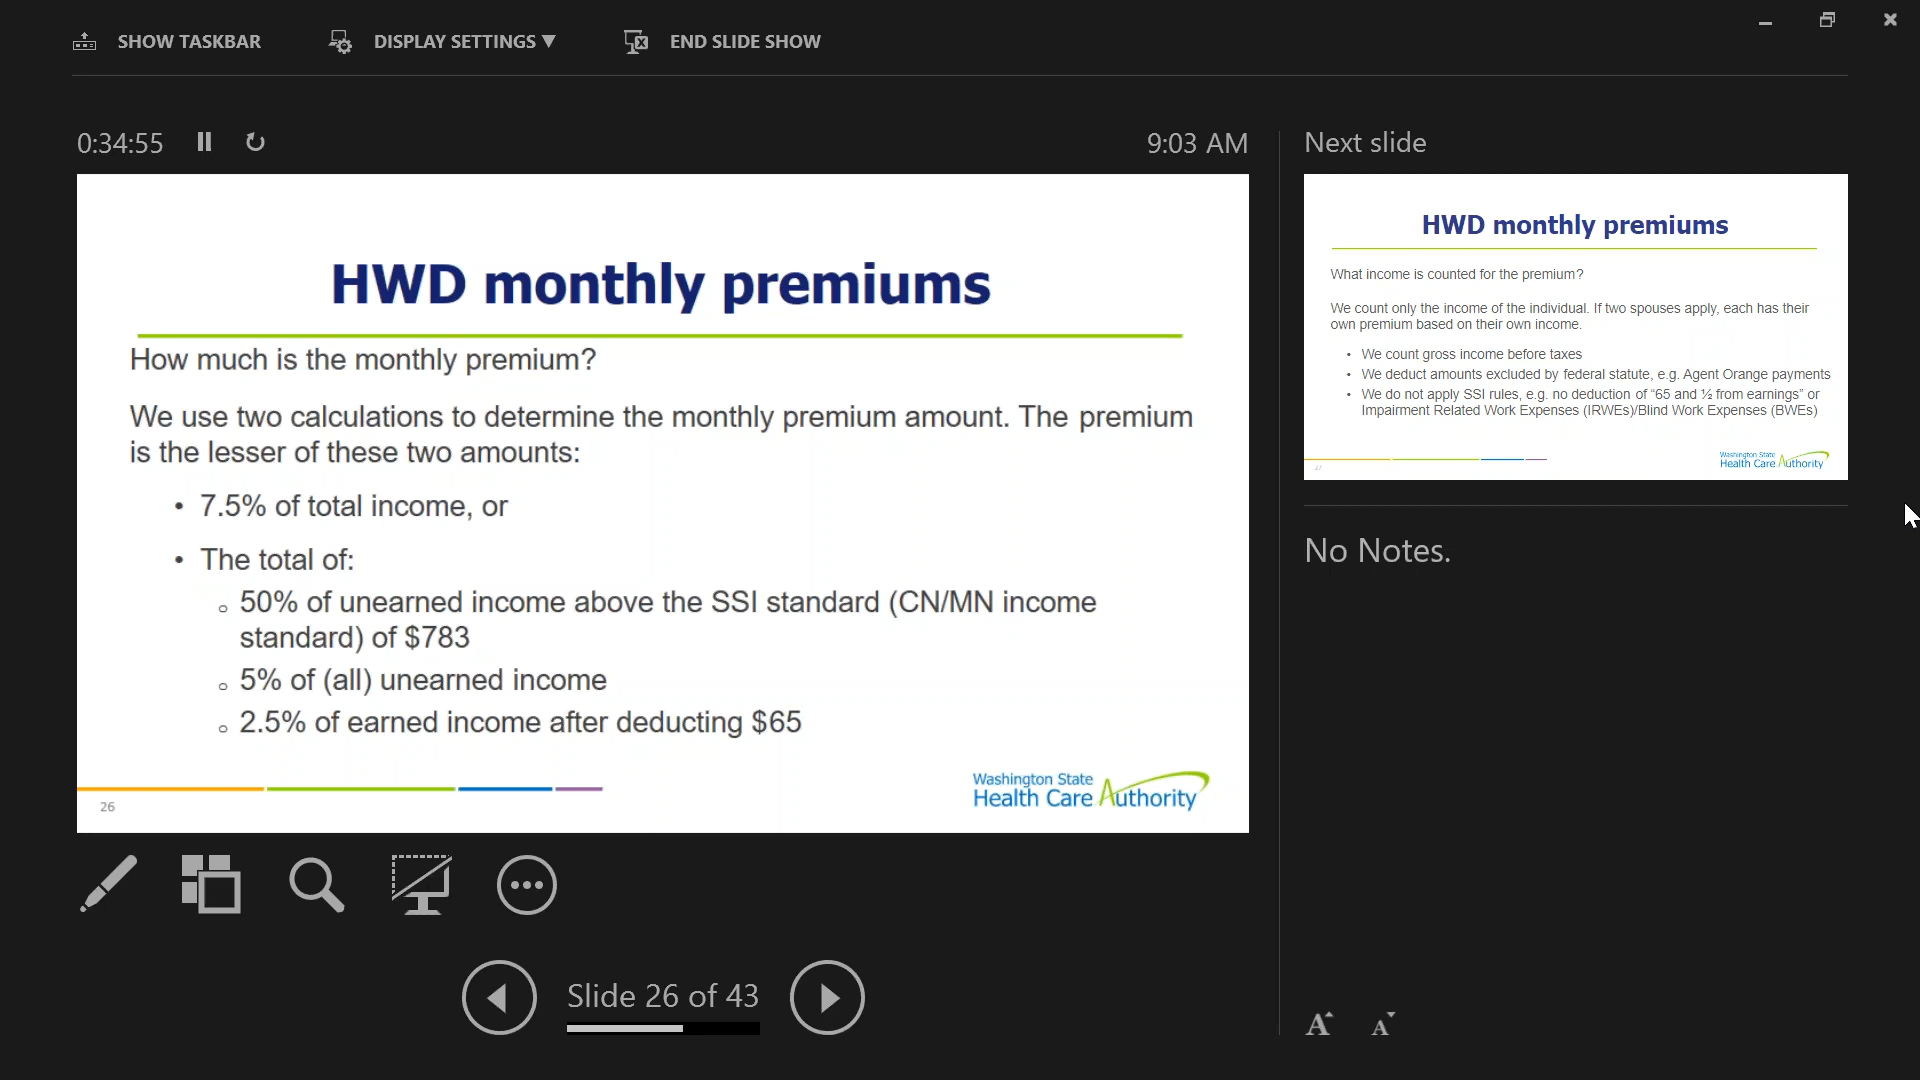 SHOW TASKBAR
DISPLAY SETTINGS ▼
END SLIDE SHOW
0:34:55
9:03 AM
HWD monthly premiums
How much is the monthly premium?
We use two calculations to determine the monthly premium amount. The premium
is the lesser of these two amounts:
• 7.5% of total income, or
• The total of:
o 50% of unearned income above the SSI standard (CN/MN income
standard) of $783
o 5% of (all) unearned income
o 2.5% of earned income after deducting $65
26
Washington State
Health Care Authority
Slide 26 of 43
Next slide
HWD monthly premiums
What income is counted for the premium?
We count only the income of the individual. If two spouses apply, each has their
own premium based on their own income.
• We count gross income before taxes
• We deduct amounts excluded by federal statute, e.g. Agent Orange payments
• We do not apply SSI rules, e.g. no deduction of “65 and ½ from earnings” or
Impairment Related Work Expenses (IRWEs)/Blind Work Expenses (BWEs)
27
Washington State
Health Care Authority
No Notes.
A A